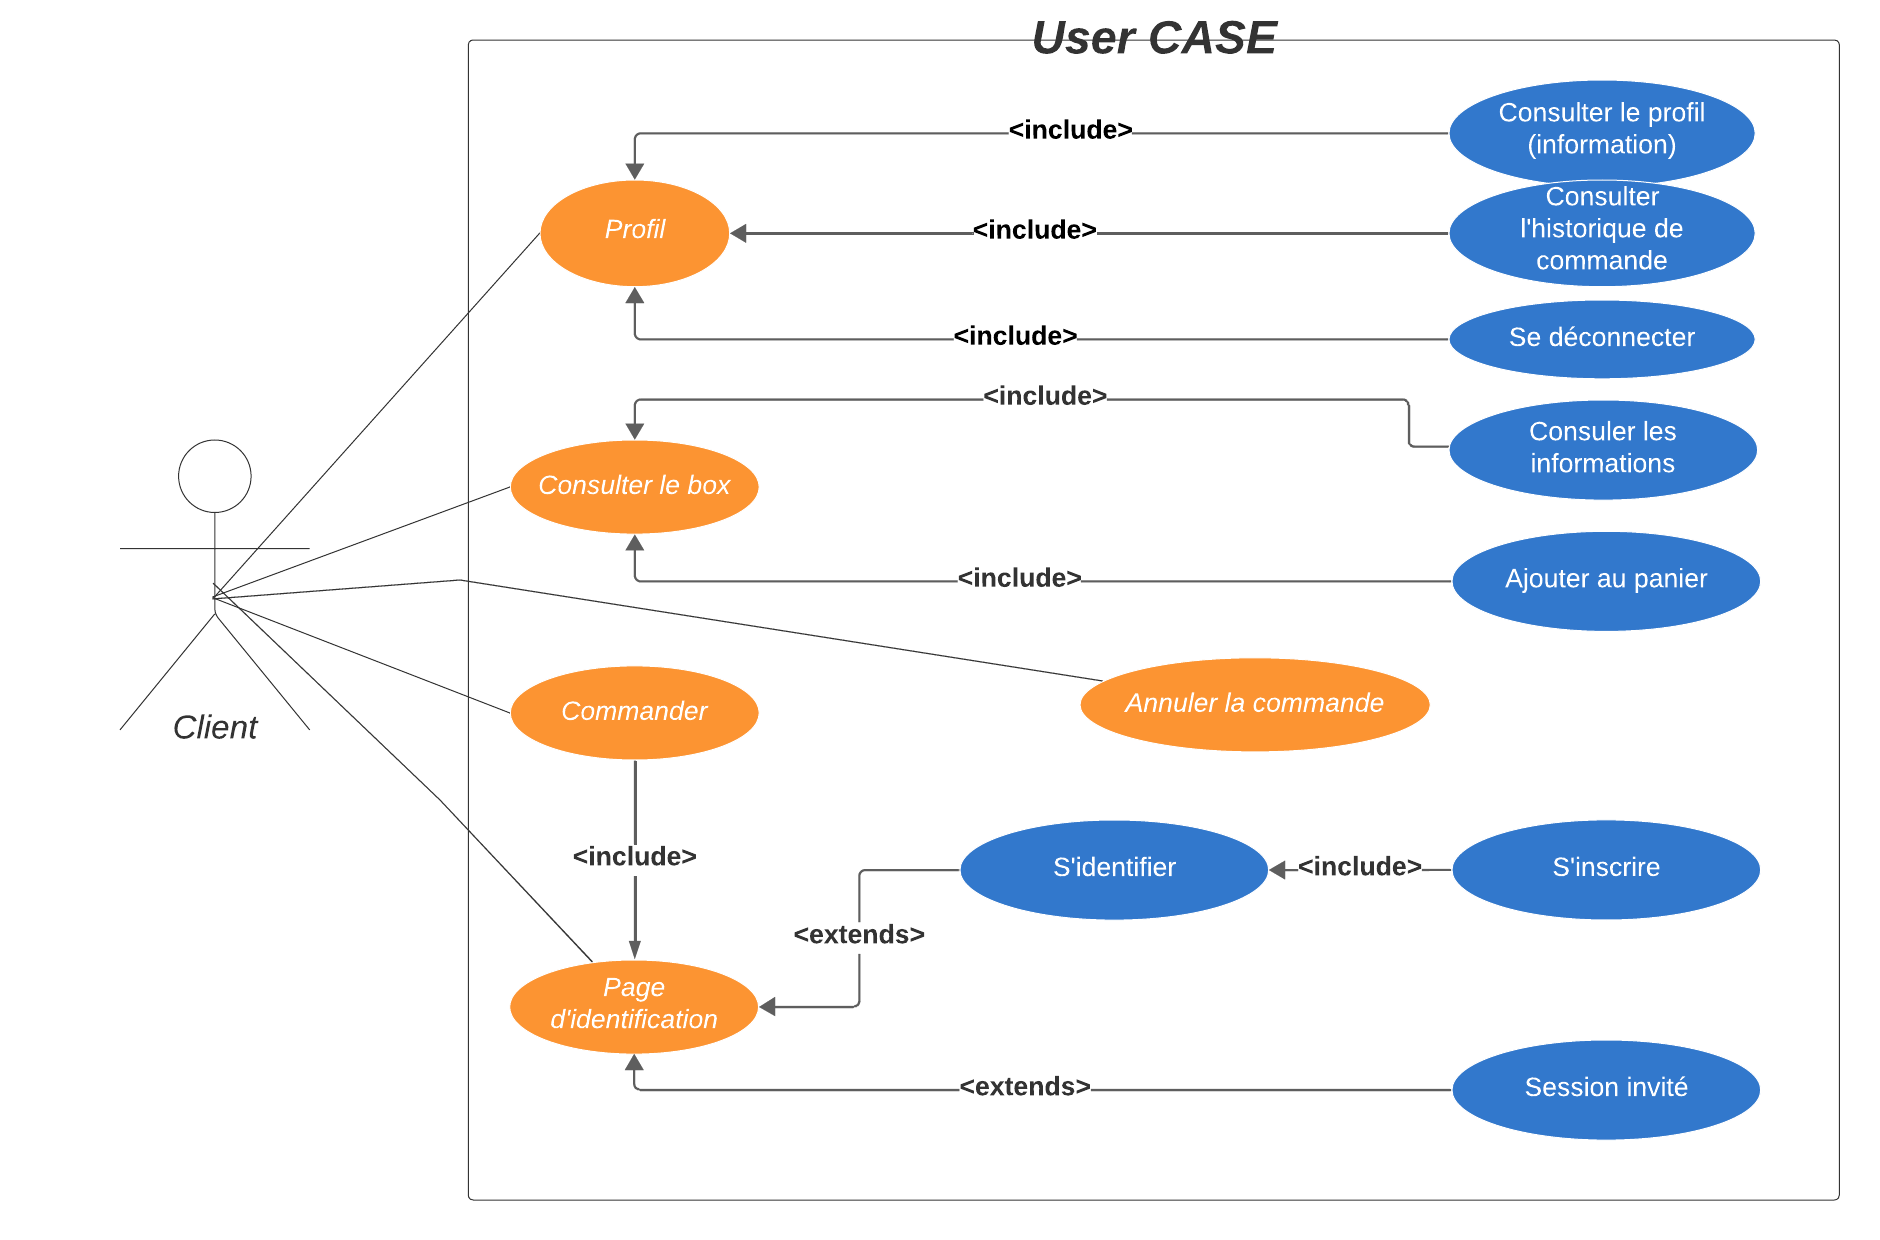 User CASE
Consulter le profil
(information)
<include>
Consulter
l'historique de
commande
Profil
<include>
Se déconnecter
<include>
<include>
Consuler les
informations
Consulter le box
Ajouter au panier
<include>
Annuler la commande
Commander
Client
<include>
S'identifier
<include>
S'inscrire
<extends>
Page
d'identification
<extends>
Session invité